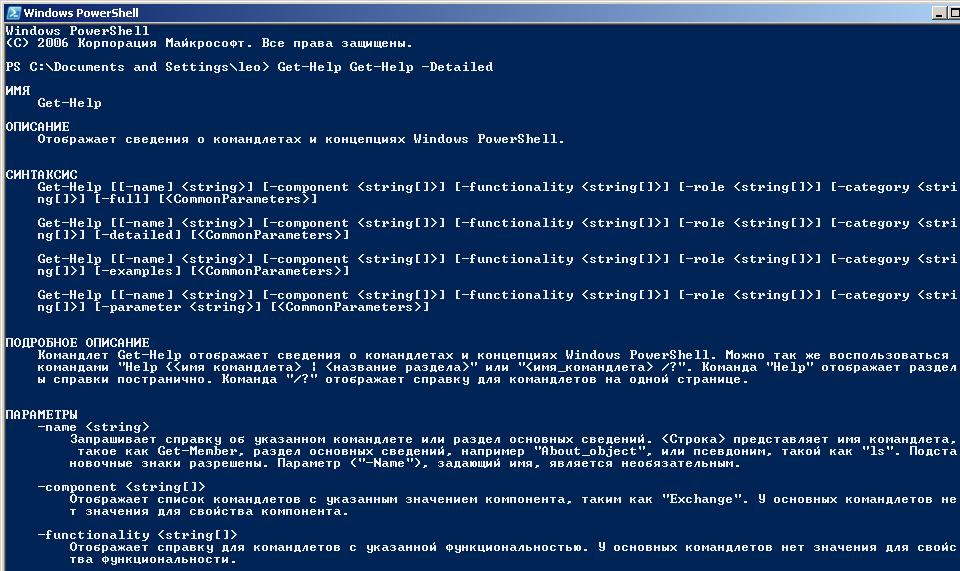 Windows PowerShell
Windows PowerShell
(C) 2006 Корпорация Майкрософт. Все права защищены.
PS C:\Documents and Settings\leo> Get-Help Get-Help -Detailed
ИМЯ
Get-Help
ОПИСАНИЕ
Отображает сведения о командлетах и концепциях Windows PowerShell.
СИНТАКСИС
Get-Help [[-name] <string>] [-component <string[]>] [-functionality <string[]>] [-role <string[]>] [-category <stri
ng[]>] [-full] [<CommonParameters>]
Get-Help [[-name] <string>] [-component <string[]>] [-functionality <string[]>] [-role <string[]>] [-category <stri
ng[]>] [-detailed] [<CommonParameters>]
Get-Help [[-name] <string>] [-component <string[]>] [-functionality <string[]>] [-role <string[]>] [-category <stri
ng[]>] [-examples] [<CommonParameters>]
Get-Help [[-name] <string>] [-component <string[]>] [-functionality <string[]>] [-role <string[]>] [-category <stri
ng[]>] [-parameter <string>] [<CommonParameters>]
ПОДРОБНОЕ ОПИСАНИЕ
Командлет Get-Help отображает сведения о командлетах и концепциях Windows PowerShell. Можно так же воспользоваться
командами "Help {<имя командлета> ¦ <название раздела>" или "<имя_командлета> /?". Команда "Help" отображает раздел
ы справки постранично. Команда "/?" отображает справку для командлетов на одной странице.
ПАРАМЕТРЫ
-name <string>
Запрашивает справку об указанном командлете или раздел основных сведений. <Строка> представляет имя командлета,
такое как Get-Member, раздел основных сведений, например "About_object", или псевдоним, такой как "ls". Подста
новочные знаки разрешены. Параметр ("-Name"), задающий имя, является необязательным.
-component <string[]>
Отображает список командлетов с указанным значением компонента, таким как "Exchange". У основных командлетов не
т значения для свойства компонента.
-functionality <string[]>
Отображает справку для командлетов с указанной функциональностью. У основных командлетов нет значения для свойс
тва функциональности.